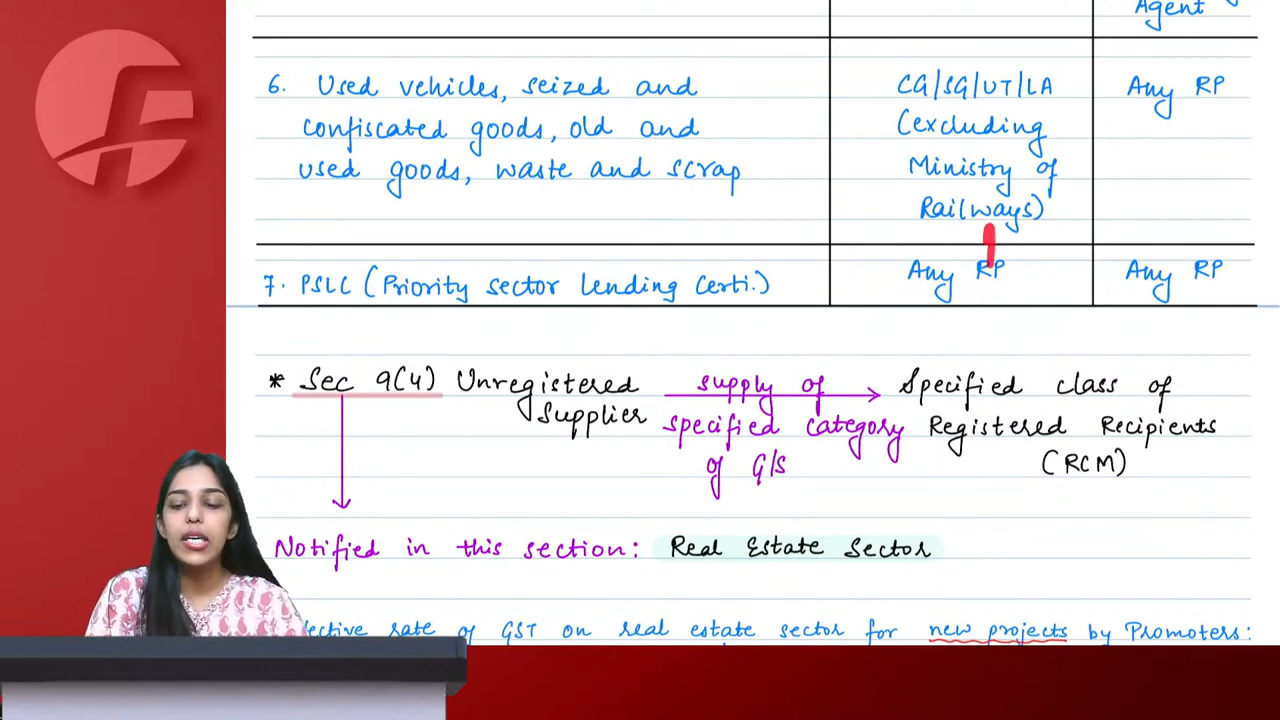 Agent
6. Used vehicles, seized and
confiscated goods, old and
used goods, waste and scrap
CG/SG/UT/LA
(excluding
Ministry of
Railways)
Any RP
7. PSLC (Priority sector lending Certi.)
Any RP
Any RP
* Sec 9(4) Unregistered
Supplier
supply of
specified category
of G/S
Specified class of
Registered Recipients
(RCM)
Notified in this section: Real Estate Sector
rate of GST on real estate sector for new projects by Promoters: